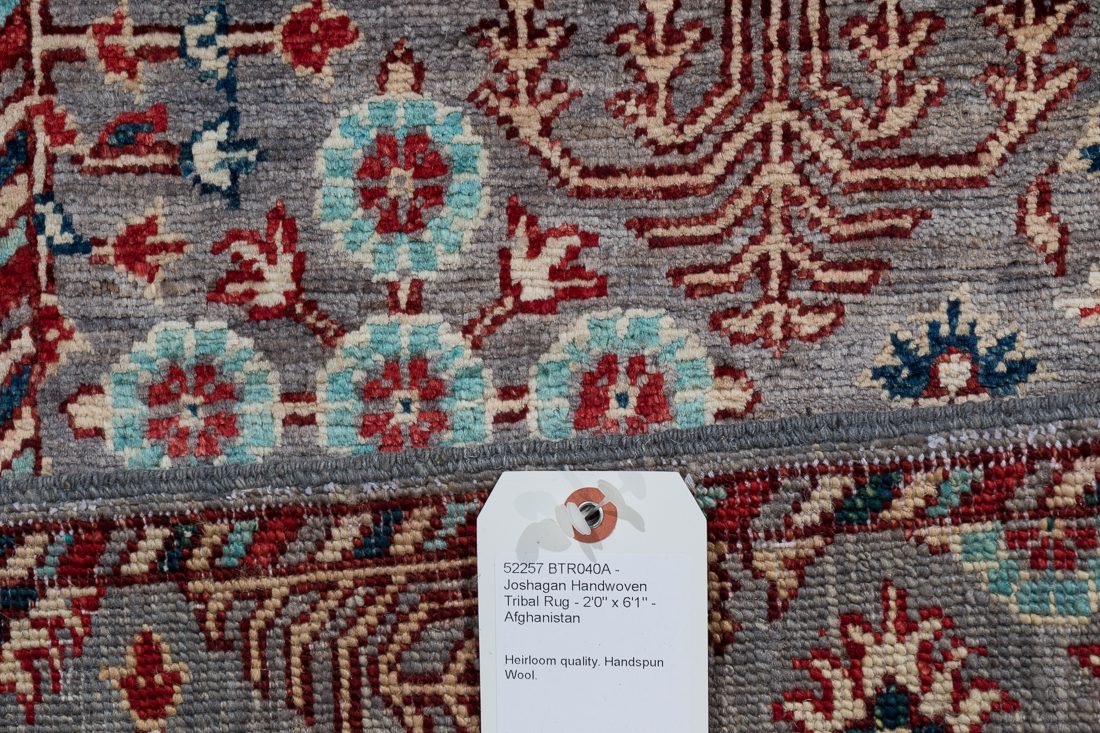 52257 BTR040A -
Joshagan Handwoven
Tribal Rug - 2'0" x 6'1" -
Afghanistan
Heirloom quality. Handspun
Wool.